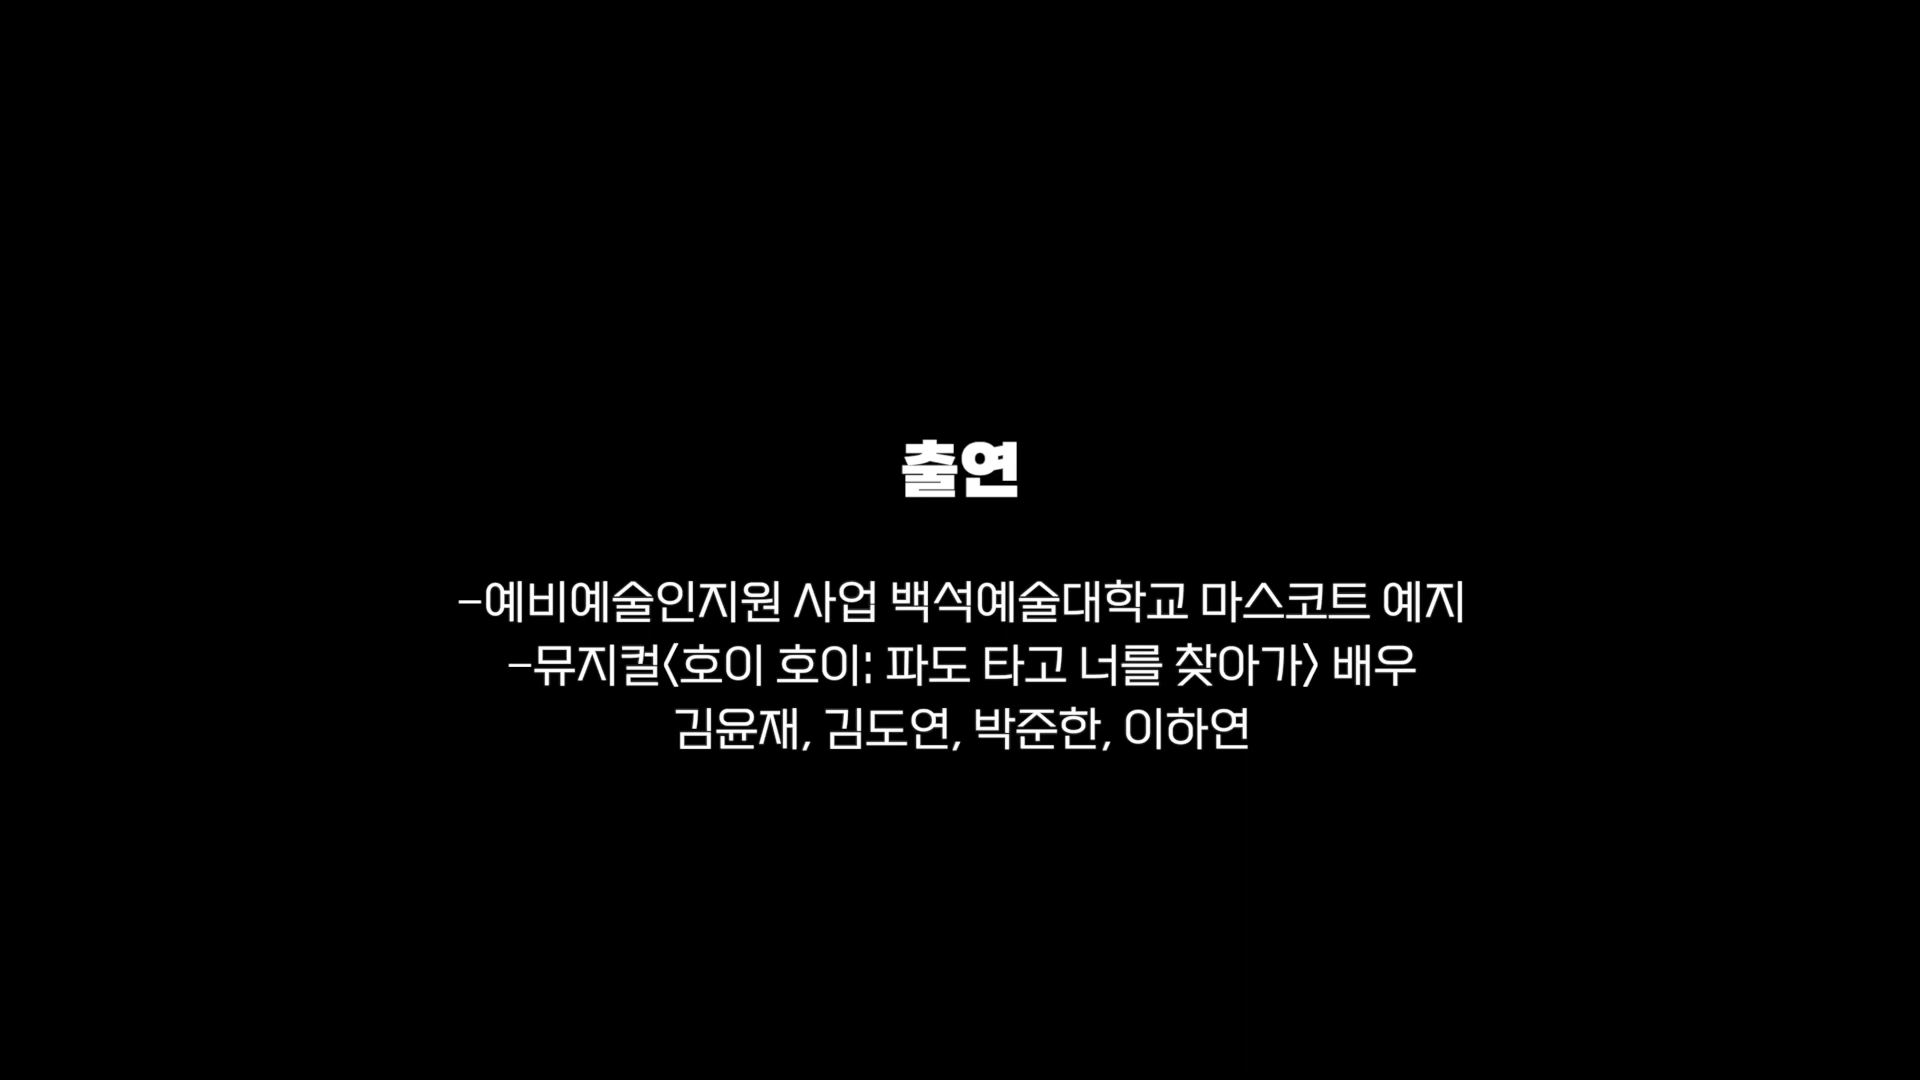 출연
-예비예술인지원 사업 백석예술대학교 마스코트 예지
-뮤지컬<호이 호이: 파도 타고 너를 찾아가> 배우
김윤재, 김도연, 박준한, 이하연